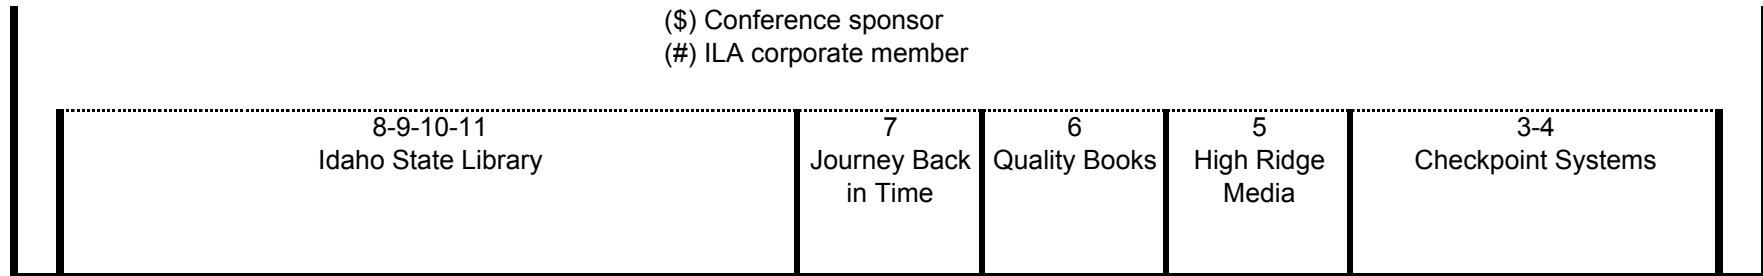 ($) Conference sponsor
(#) ILA corporate member
8-9-10-11
Idaho State Library
7
Journey Back
in Time
6
Quality Books
5
High Ridge
Media
3-4
Checkpoint Systems